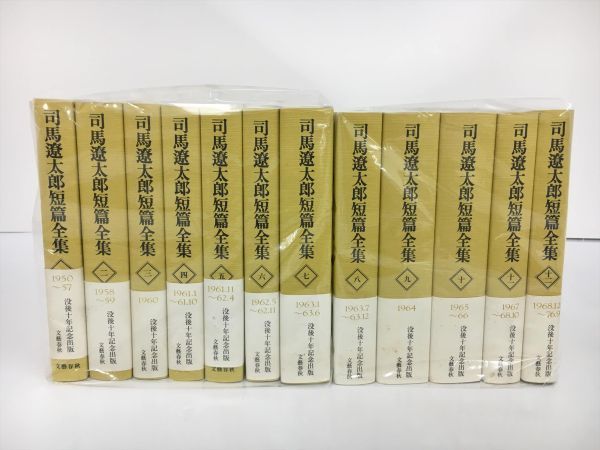 司馬遼太郎短篇全集
1950
〜57
没後十年記念出版
文藝春秋
司馬遼太郎短篇全集
二
1958
〜59
没後十年記念出版
文藝春秋
司馬遼太郎短篇全集
三
1960
没後十年記念出版
文藝春秋
司馬遼太郎短篇全集
四
1961.1
〜61.10
没後十年記念出版
文藝春秋
司馬遼太郎短篇全集
五
1961.11
〜62.4
没後十年記念出版
文藝春秋
司馬遼太郎短篇全集
六
1962.5
〜62.11
没後十年記念出版
文藝春秋
司馬遼太郎短篇全集
七
1963.1
〜63.6
没後十年記念出版
文藝春秋
司馬遼太郎短篇全集
八
1963.7
〜63.12
没後十年記念出版
文藝春秋
司馬遼太郎短篇全集
九
1964
没後十年記念出版
文藝春秋
司馬遼太郎短篇全集
十
1965
〜66
没後十年記念出版
文藝春秋
司馬遼太郎短篇全集
十一
1967
〜68.10
没後十年記念出版
文藝春秋
司馬遼太郎短篇全集
十二
1968.12
〜76.9
没後十年記念出版
文藝春秋